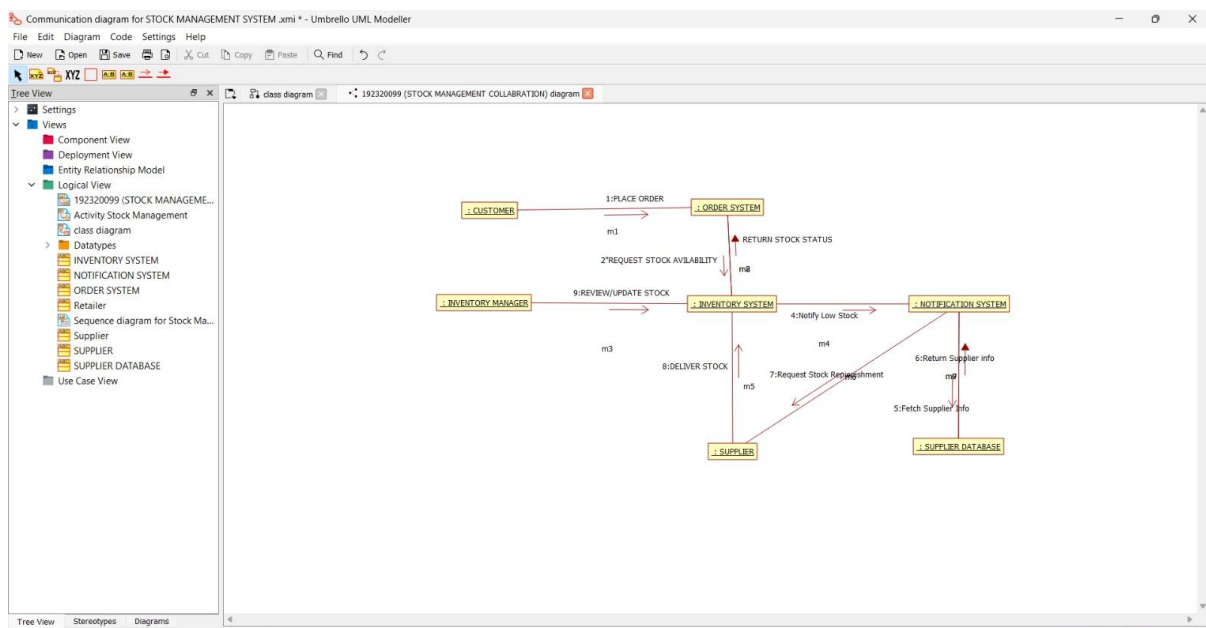 Communication diagram for STOCK MANAGEMENT SYSTEM .xmi * - Umbrello UML Modeller
File Edit Diagram Code Settings Help
New Open Save Cut Copy Paste Find
XYZ XYZ A:B A:B
Tree View
class diagram
192320099 (STOCK MANAGEMENT COLLABRATION) diagram
Settings
Views
Component View
Deployment View
Entity Relationship Model
Logical View
192320099 (STOCK MANAGEME...
Activity Stock Management
class diagram
Datatypes
INVENTORY SYSTEM
NOTIFICATION SYSTEM
ORDER SYSTEM
Retailer
Sequence diagram for Stock Ma...
Supplier
SUPPLIER
SUPPLIER DATABASE
Use Case View
Tree View Stereotypes Diagrams
1:PLACE ORDER
: CUSTOMER
: ORDER SYSTEM
m1
RETURN STOCK STATUS
2"REQUEST STOCK AVILABILITY
9:REVIEW/UPDATE STOCK
: INVENTORY MANAGER
: INVENTORY SYSTEM
: NOTIFICATION SYSTEM
4:Notify Low Stock
m3
m4
8:DELIVER STOCK
6:Return Supplier info
7:Request Stock Replenishment
m5
5:Fetch Supplier Info
: SUPPLIER
: SUPPLIER DATABASE